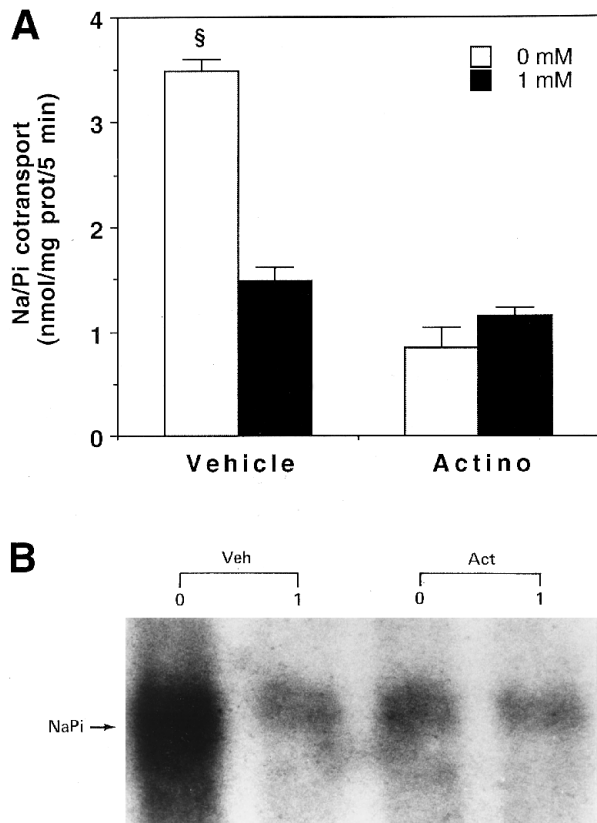 A
4
3
2
1
0
Na/Pi cotransport
(nmol/mg prot/5 min)
§
0 mM
1 mM
Vehicle Actino
B
Veh Act
0 1 0 1
NaPi →